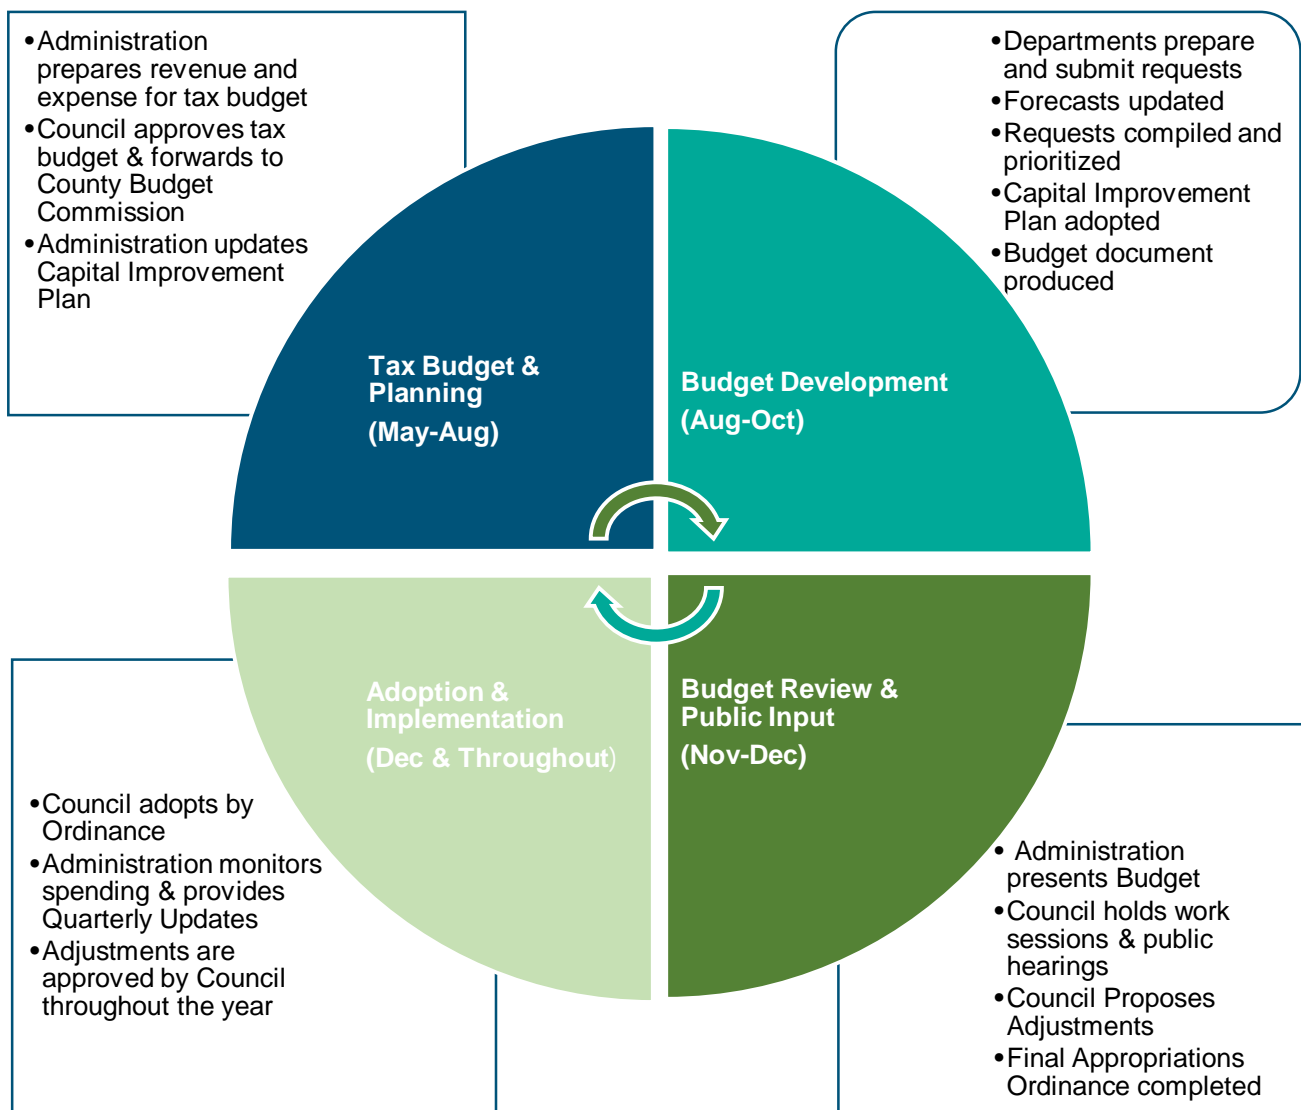 •Administration
prepares revenue and
expense for tax budget
•Council approves tax
budget & forwards to
County Budget
Commission
•Administration updates
Capital Improvement
Plan
•Departments prepare
and submit requests
•Forecasts updated
•Requests compiled and
prioritized
•Capital Improvement
Plan adopted
•Budget document
produced
Tax Budget &
Planning
(May-Aug)
Budget Development
(Aug-Oct)
Adoption &
Implementation
(Dec & Throughout)
Budget Review &
Public Input
(Nov-Dec)
•Council adopts by
Ordinance
•Administration monitors
spending & provides
Quarterly Updates
•Adjustments are
approved by Council
throughout the year
• Administration
presents Budget
•Council holds work
sessions & public
hearings
•Council Proposes
Adjustments
•Final Appropriations
Ordinance completed